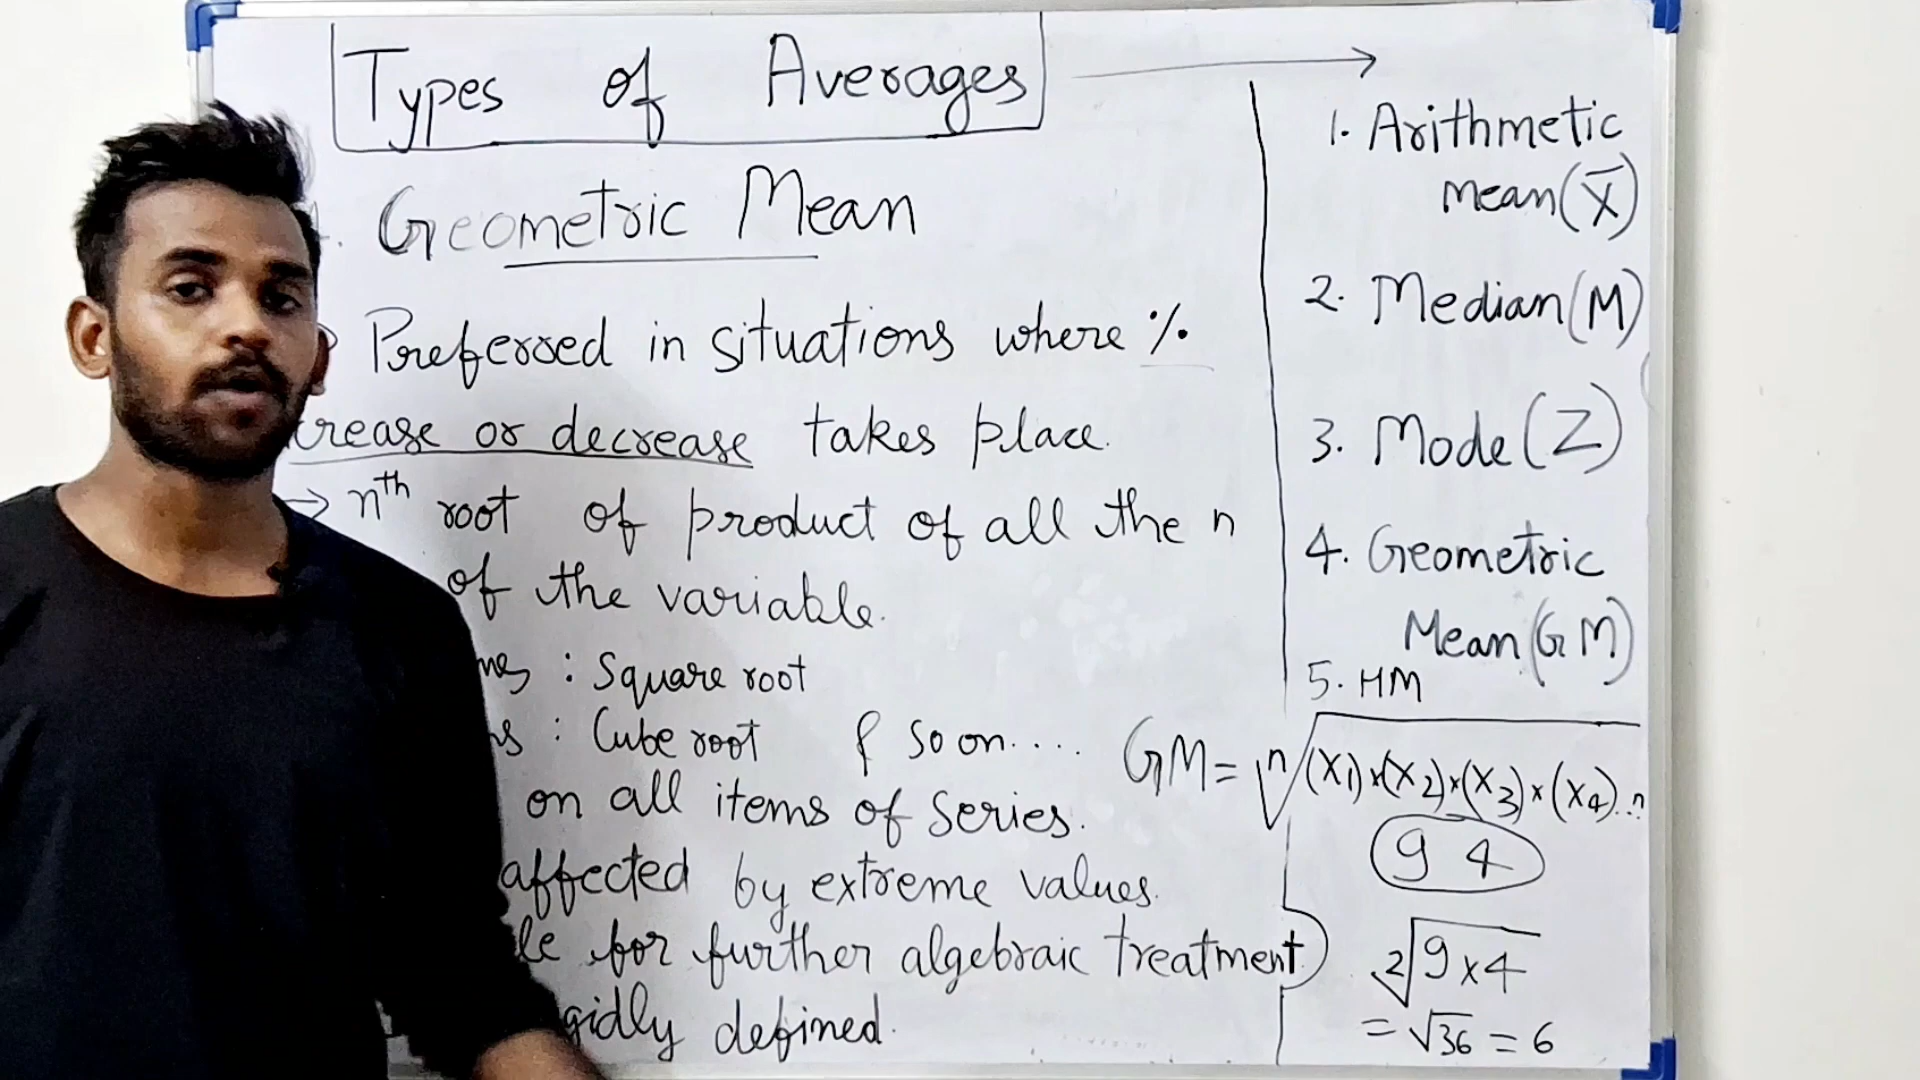 Types of Averages
Geometric Mean
Preferred in situations where %
crease or decrease takes place.
→ nth root of product of all the n
of the variable.
: Square root
: Cube root & so on....
on all items of Series.
affected by extreme values.
for further algebraic treatment
gidly defined.
→
1. Arithmetic
Mean (X̄)
2. Median (M)
3. Mode (Z)
4. Geometric
Mean (GM)
5. HM
GM = ⁿ√(X1)×(X2)×(X3)×(X4)...n
9 4
²√9×4
= √36 = 6